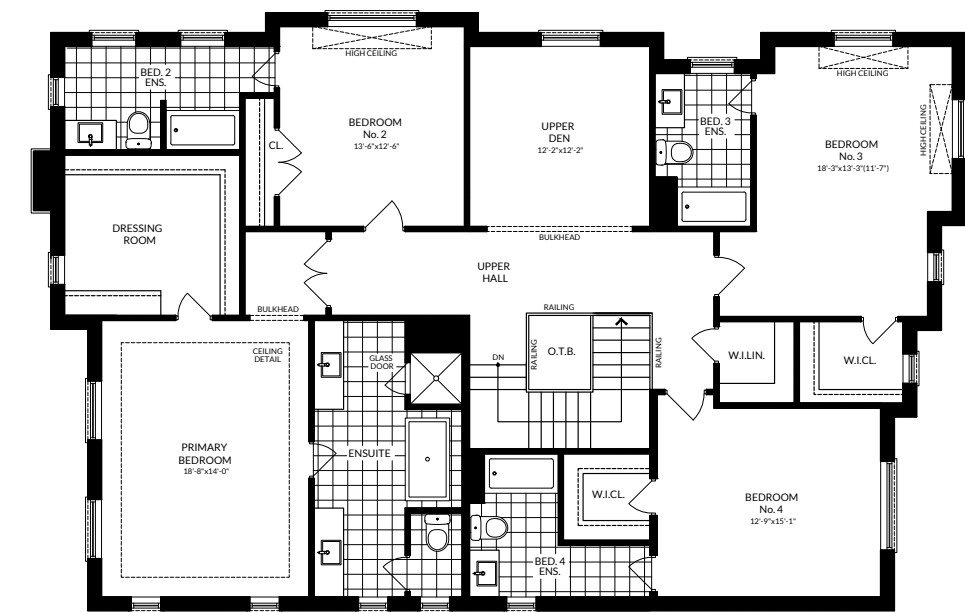 HIGH CEILING
BED. 2
ENS.
HIGH CEILING
BEDROOM
No. 2
13'-6"x12'-6"
CL.
UPPER
DEN
12'-2"x12'-2"
BED. 3
ENS.
HIGH CEILING
BEDROOM
No. 3
18'-3"x13'-3"(11'-7")
DRESSING
ROOM
BULKHEAD
UPPER
HALL
BULKHEAD
RAILING
CEILING
DETAIL
GLASS
DOOR
DN
RAILING
O.T.B.
RAILING
W.I.LIN.
W.I.CL.
PRIMARY
BEDROOM
18'-8"x14'-0"
ENSUITE
W.I.CL.
BEDROOM
No. 4
12'-9"x15'-1"
BED. 4
ENS.